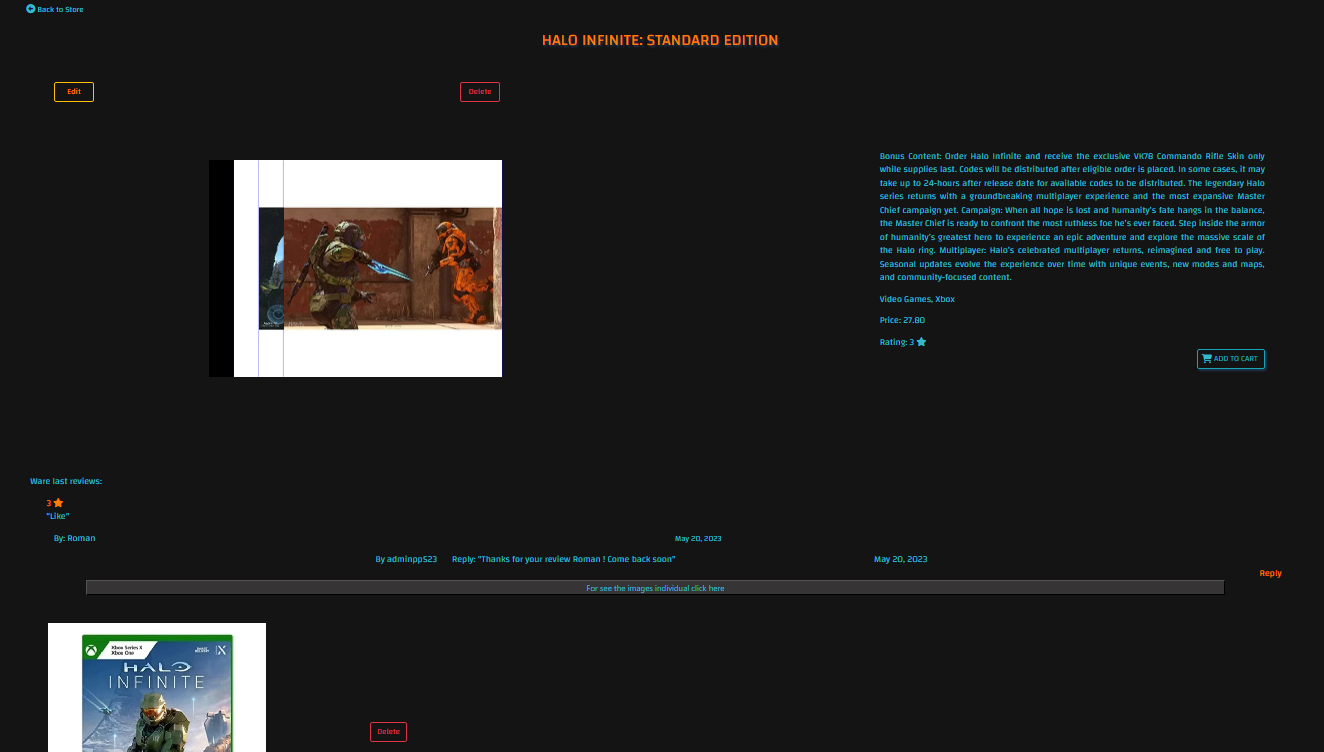 Back to Store
HALO INFINITE: STANDARD EDITION
Edit
Delete
Bonus Content: Order Halo Infinite and receive the exclusive VK78 Commando Rifle Skin only
while supplies last. Codes will be distributed after eligible order is placed. In some cases, it may
take up to 24-hours after release date for available codes to be distributed. The legendary Halo
series returns with a groundbreaking multiplayer experience and the most expansive Master
Chief campaign yet. Campaign: When all hope is lost and humanity's fate hangs in the balance,
the Master Chief is ready to confront the most ruthless foe he's ever faced. Step inside the armor
of humanity's greatest hero to experience an epic adventure and explore the massive scale of
the Halo ring. Multiplayer: Halo's celebrated multiplayer returns, reimagined and free to play.
Seasonal updates evolve the experience over time with unique events, new modes and maps,
and community-focused content.
Video Games, Xbox
Price: 27.80
Rating: 3
ADD TO CART
Ware last reviews:
3
"Like"
By: Roman
May 20, 2023
By adminpp523
Reply: "Thanks for your review Roman ! Come back soon"
May 20, 2023
Reply
For see the images individual click here
Xbox Series X
Xbox One
HALO
INFINITE
Delete